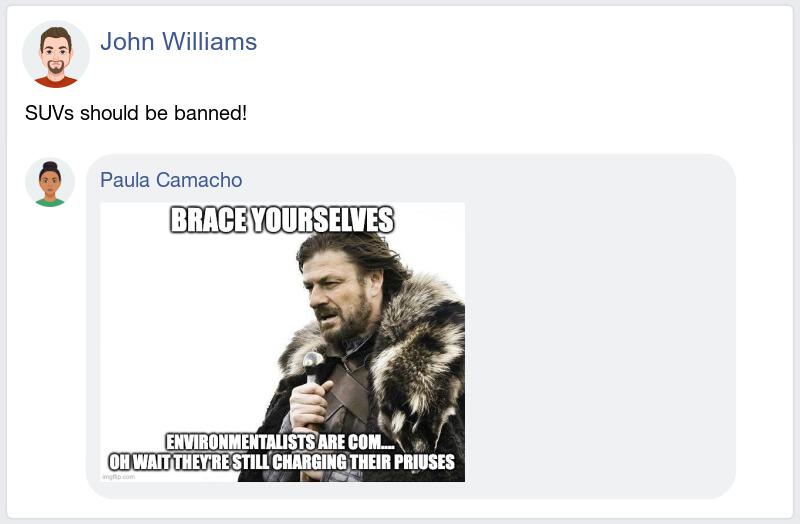 John Williams
SUVs should be banned!
Paula Camacho
BRACE YOURSELVES
ENVIRONMENTALISTS ARE COM....
OH WAIT THEY'RE STILL CHARGING THEIR PRIUSES
imgflip.com